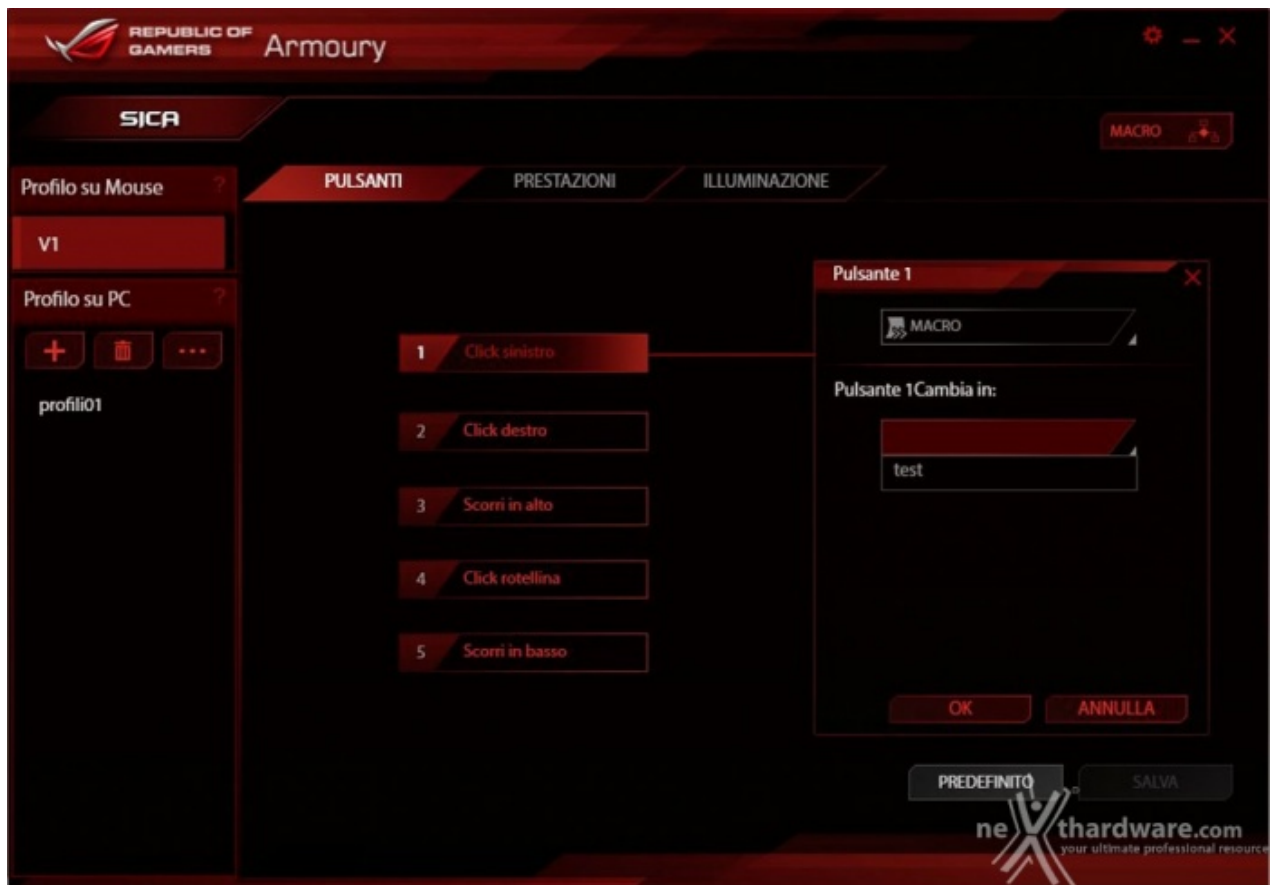 REPUBLIC OF
GAMERS
Armoury
SICA
MACRO
Profilo su Mouse ?
PULSANTI PRESTAZIONI ILLUMINAZIONE
V1
Profilo su PC ?
profili01
1 Click sinistro
2 Click destro
3 Scorri in alto
4 Click rotellina
5 Scorri in basso
Pulsante 1
MACRO
Pulsante 1Cambia in:
test
OK ANNULLA
PREDEFINITO SALVA
nexthardware.com
your ultimate professional resource